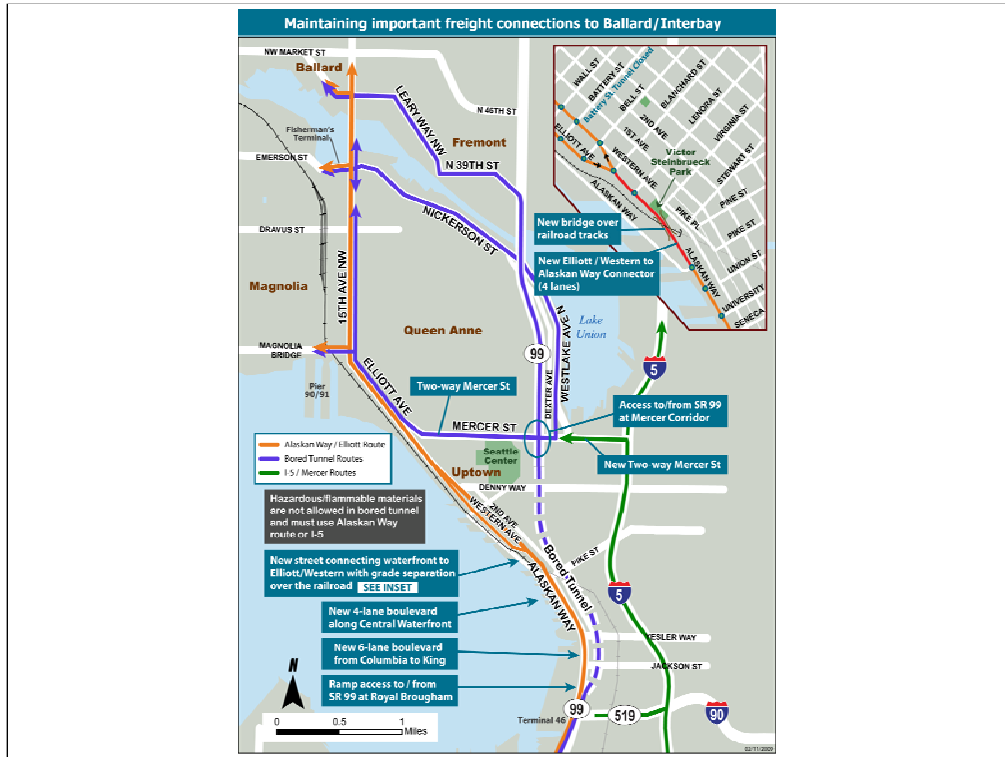 Maintaining important freight connections to Ballard/Interbay
NW MARKET ST
Ballard
LEARY WAY NW
N 46TH ST
Fremont
Fisherman's
Terminal
EMERSON ST
N 39TH ST
NICKERSON ST
DRAVUS ST
Magnolia
15TH AVE NW
Queen Anne
MAGNOLIA
BRIDGE
Pier
90/91
ELLIOTT AVE
Two-way Mercer St
MERCER ST
99
DEXTER AVE
WESTLAKE AVE N
Lake
Union
5
Access to/from SR 99
at Mercer Corridor
New Two-way Mercer St
Seattle
Center
Uptown
DENNY WAY
2ND AVE
WESTERN AVE
WALL ST
BATTERY ST
Battery St. Tunnel Closed
BELL ST
BLANCHARD ST
LENORA ST
VIRGINIA ST
2ND AVE
1ST AVE
ELLIOTT AVE
WESTERN AVE
STEWART ST
Victor
Steinbrueck
Park
ALASKAN WAY
PINE ST
PIKE PL
PIKE ST
New bridge over
railroad tracks
New Elliott / Western to
Alaskan Way Connector
(4 lanes)
ALASKAN WAY
UNION ST
UNIVERSITY
SENECA
Alaskan Way / Elliott Route
Bored Tunnel Routes
I-5 / Mercer Routes
Hazardous/flammable materials
are not allowed in bored tunnel
and must use Alaskan Way
route or I-5
New street connecting waterfront to
Elliott/Western with grade separation
over the railroad SEE INSET
ALASKAN WAY
Bored Tunnel
PIKE ST
5
New 4-lane boulevard
along Central Waterfront
New 6-lane boulevard
from Columbia to King
YESLER WAY
JACKSON ST
Ramp access to / from
SR 99 at Royal Brougham
N
0 0.5 1
Miles
Terminal 46
99
519
90
02/11/2009